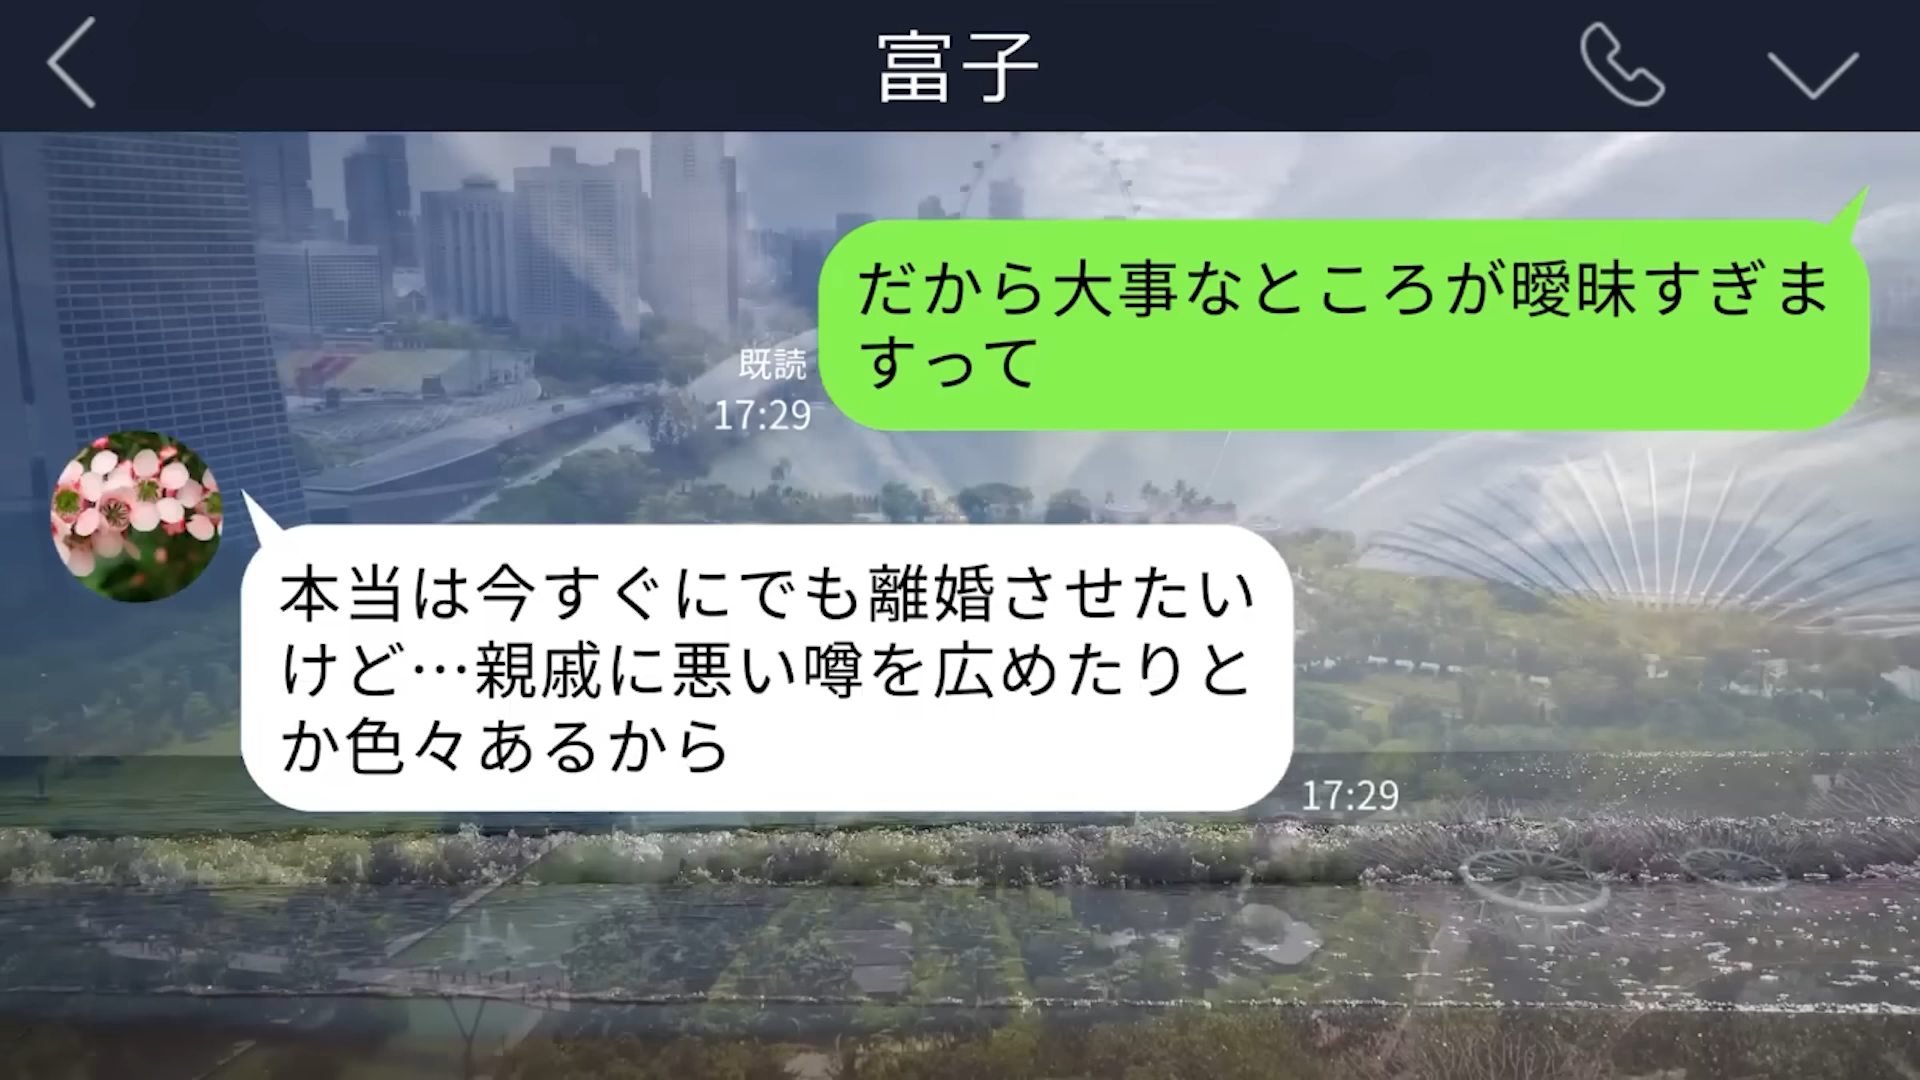 富子
だから大事なところが曖昧すぎま
すって
既読
17:29
本当は今すぐにでも離婚させたい
けど…親戚に悪い噂を広めたりと
か色々あるから
17:29